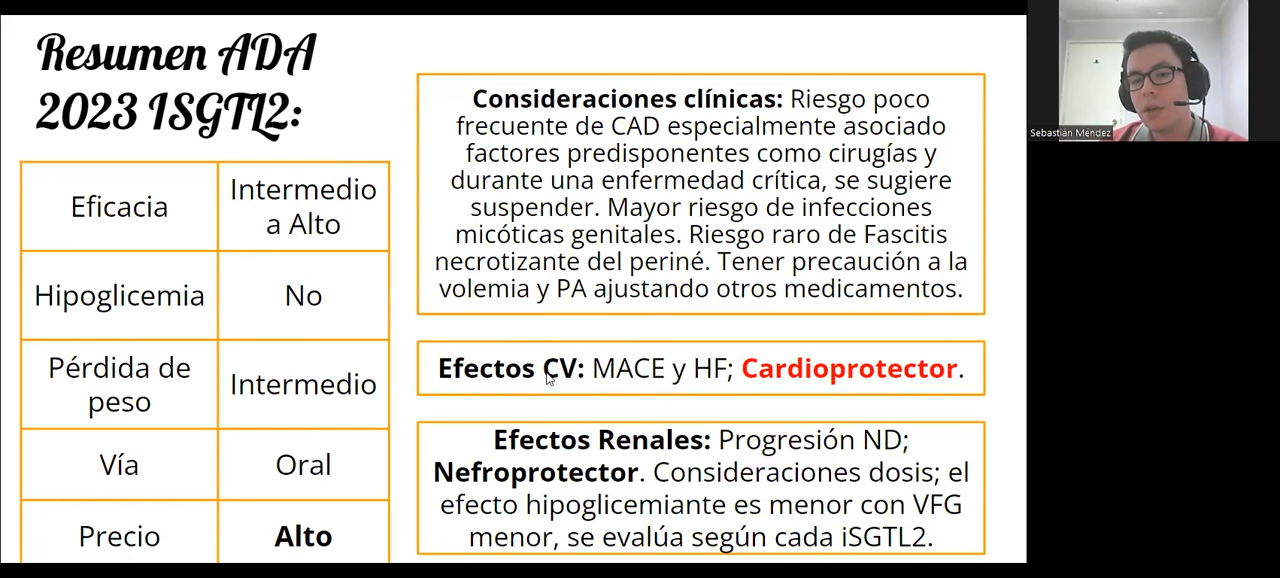 Resumen ADA
2023 ISGTL2:
Eficacia
Intermedio
a Alto
Hipoglicemia
No
Pérdida de
peso
Intermedio
Vía
Oral
Precio
Alto
Consideraciones clínicas: Riesgo poco
frecuente de CAD especialmente asociado
factores predisponentes como cirugías y
durante una enfermedad crítica, se sugiere
suspender. Mayor riesgo de infecciones
micóticas genitales. Riesgo raro de Fascitis
necrotizante del periné. Tener precaución a la
volemia y PA ajustando otros medicamentos.
Efectos CV: MACE y HF; Cardioprotector.
Efectos Renales: Progresión ND;
Nefroprotector. Consideraciones dosis; el
efecto hipoglicemiante es menor con VFG
menor, se evalúa según cada iSGTL2.
Sebastián Méndez